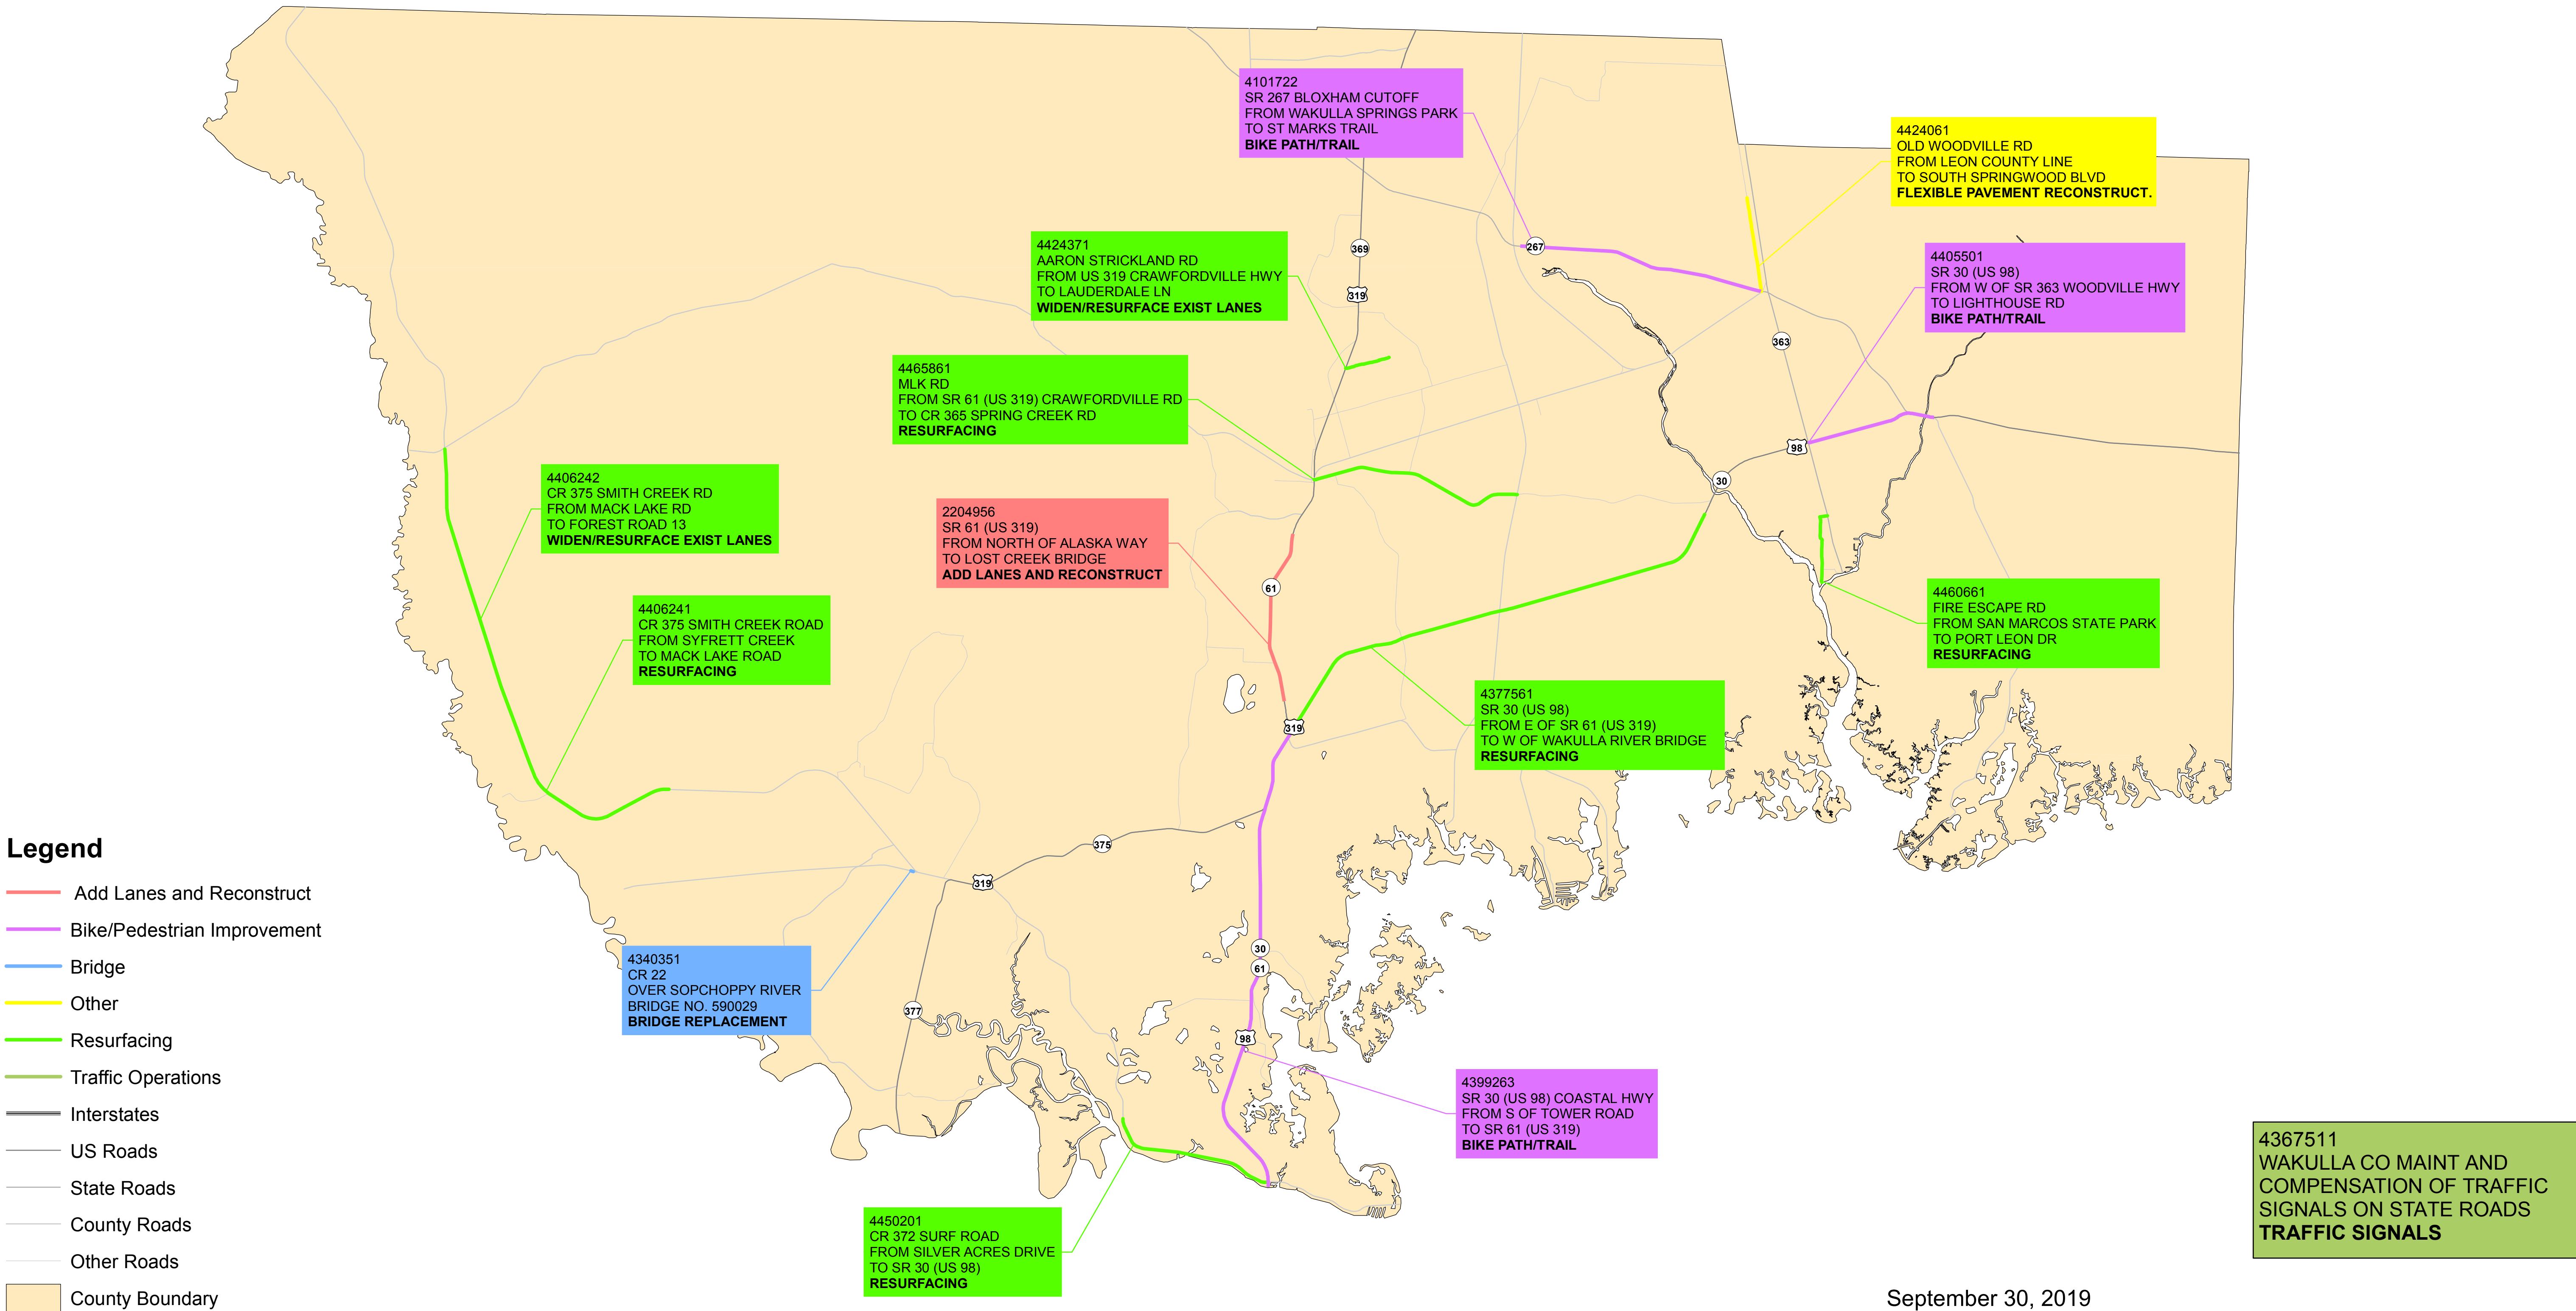 4101722
SR 267 BLOXHAM CUTOFF
FROM WAKULLA SPRINGS PARK
TO ST MARKS TRAIL
BIKE PATH/TRAIL
4424061
OLD WOODVILLE RD
FROM LEON COUNTY LINE
TO SOUTH SPRINGWOOD BLVD
FLEXIBLE PAVEMENT RECONSTRUCT.
4424371
AARON STRICKLAND RD
FROM US 319 CRAWFORDVILLE HWY
TO LAUDERDALE LN
WIDEN/RESURFACE EXIST LANES
369
319
267
4405501
SR 30 (US 98)
FROM W OF SR 363 WOODVILLE HWY
TO LIGHTHOUSE RD
BIKE PATH/TRAIL
363
4465861
MLK RD
FROM SR 61 (US 319) CRAWFORDVILLE RD
TO CR 365 SPRING CREEK RD
RESURFACING
98
30
4406242
CR 375 SMITH CREEK RD
FROM MACK LAKE RD
TO FOREST ROAD 13
WIDEN/RESURFACE EXIST LANES
2204956
SR 61 (US 319)
FROM NORTH OF ALASKA WAY
TO LOST CREEK BRIDGE
ADD LANES AND RECONSTRUCT
61
4406241
CR 375 SMITH CREEK ROAD
FROM SYFRETT CREEK
TO MACK LAKE ROAD
RESURFACING
4460661
FIRE ESCAPE RD
FROM SAN MARCOS STATE PARK
TO PORT LEON DR
RESURFACING
4377561
SR 30 (US 98)
FROM E OF SR 61 (US 319)
TO W OF WAKULLA RIVER BRIDGE
RESURFACING
319
375
319
30
61
98
377
4340351
CR 22
OVER SOPCHOPPY RIVER
BRIDGE NO. 590029
BRIDGE REPLACEMENT
4399263
SR 30 (US 98) COASTAL HWY
FROM S OF TOWER ROAD
TO SR 61 (US 319)
BIKE PATH/TRAIL
4450201
CR 372 SURF ROAD
FROM SILVER ACRES DRIVE
TO SR 30 (US 98)
RESURFACING
4367511
WAKULLA CO MAINT AND
COMPENSATION OF TRAFFIC
SIGNALS ON STATE ROADS
TRAFFIC SIGNALS
Legend
Add Lanes and Reconstruct
Bike/Pedestrian Improvement
Bridge
Other
Resurfacing
Traffic Operations
Interstates
US Roads
State Roads
County Roads
Other Roads
County Boundary
September 30, 2019